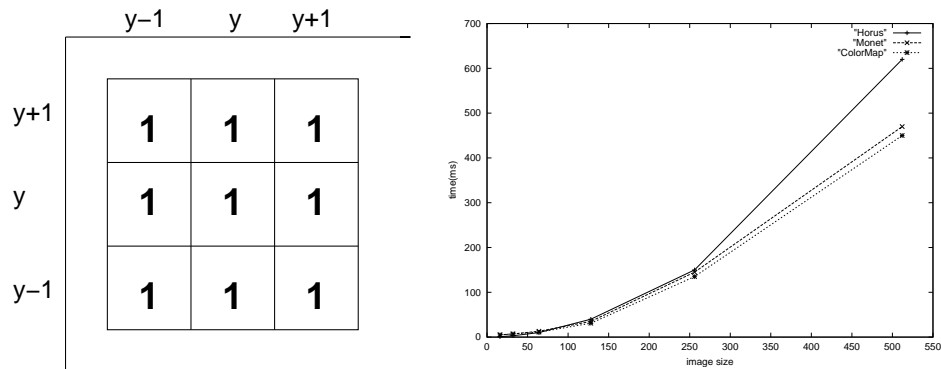 y−1 y y+1
y+1 1 1 1
y 1 1 1
y−1 1 1 1
700
600
500
400
300
200
100
0
time(ms)
"Horus"
"Monet"
"ColorMap"
0 50 100 150 200 250 300 350 400 450 500 550
image size